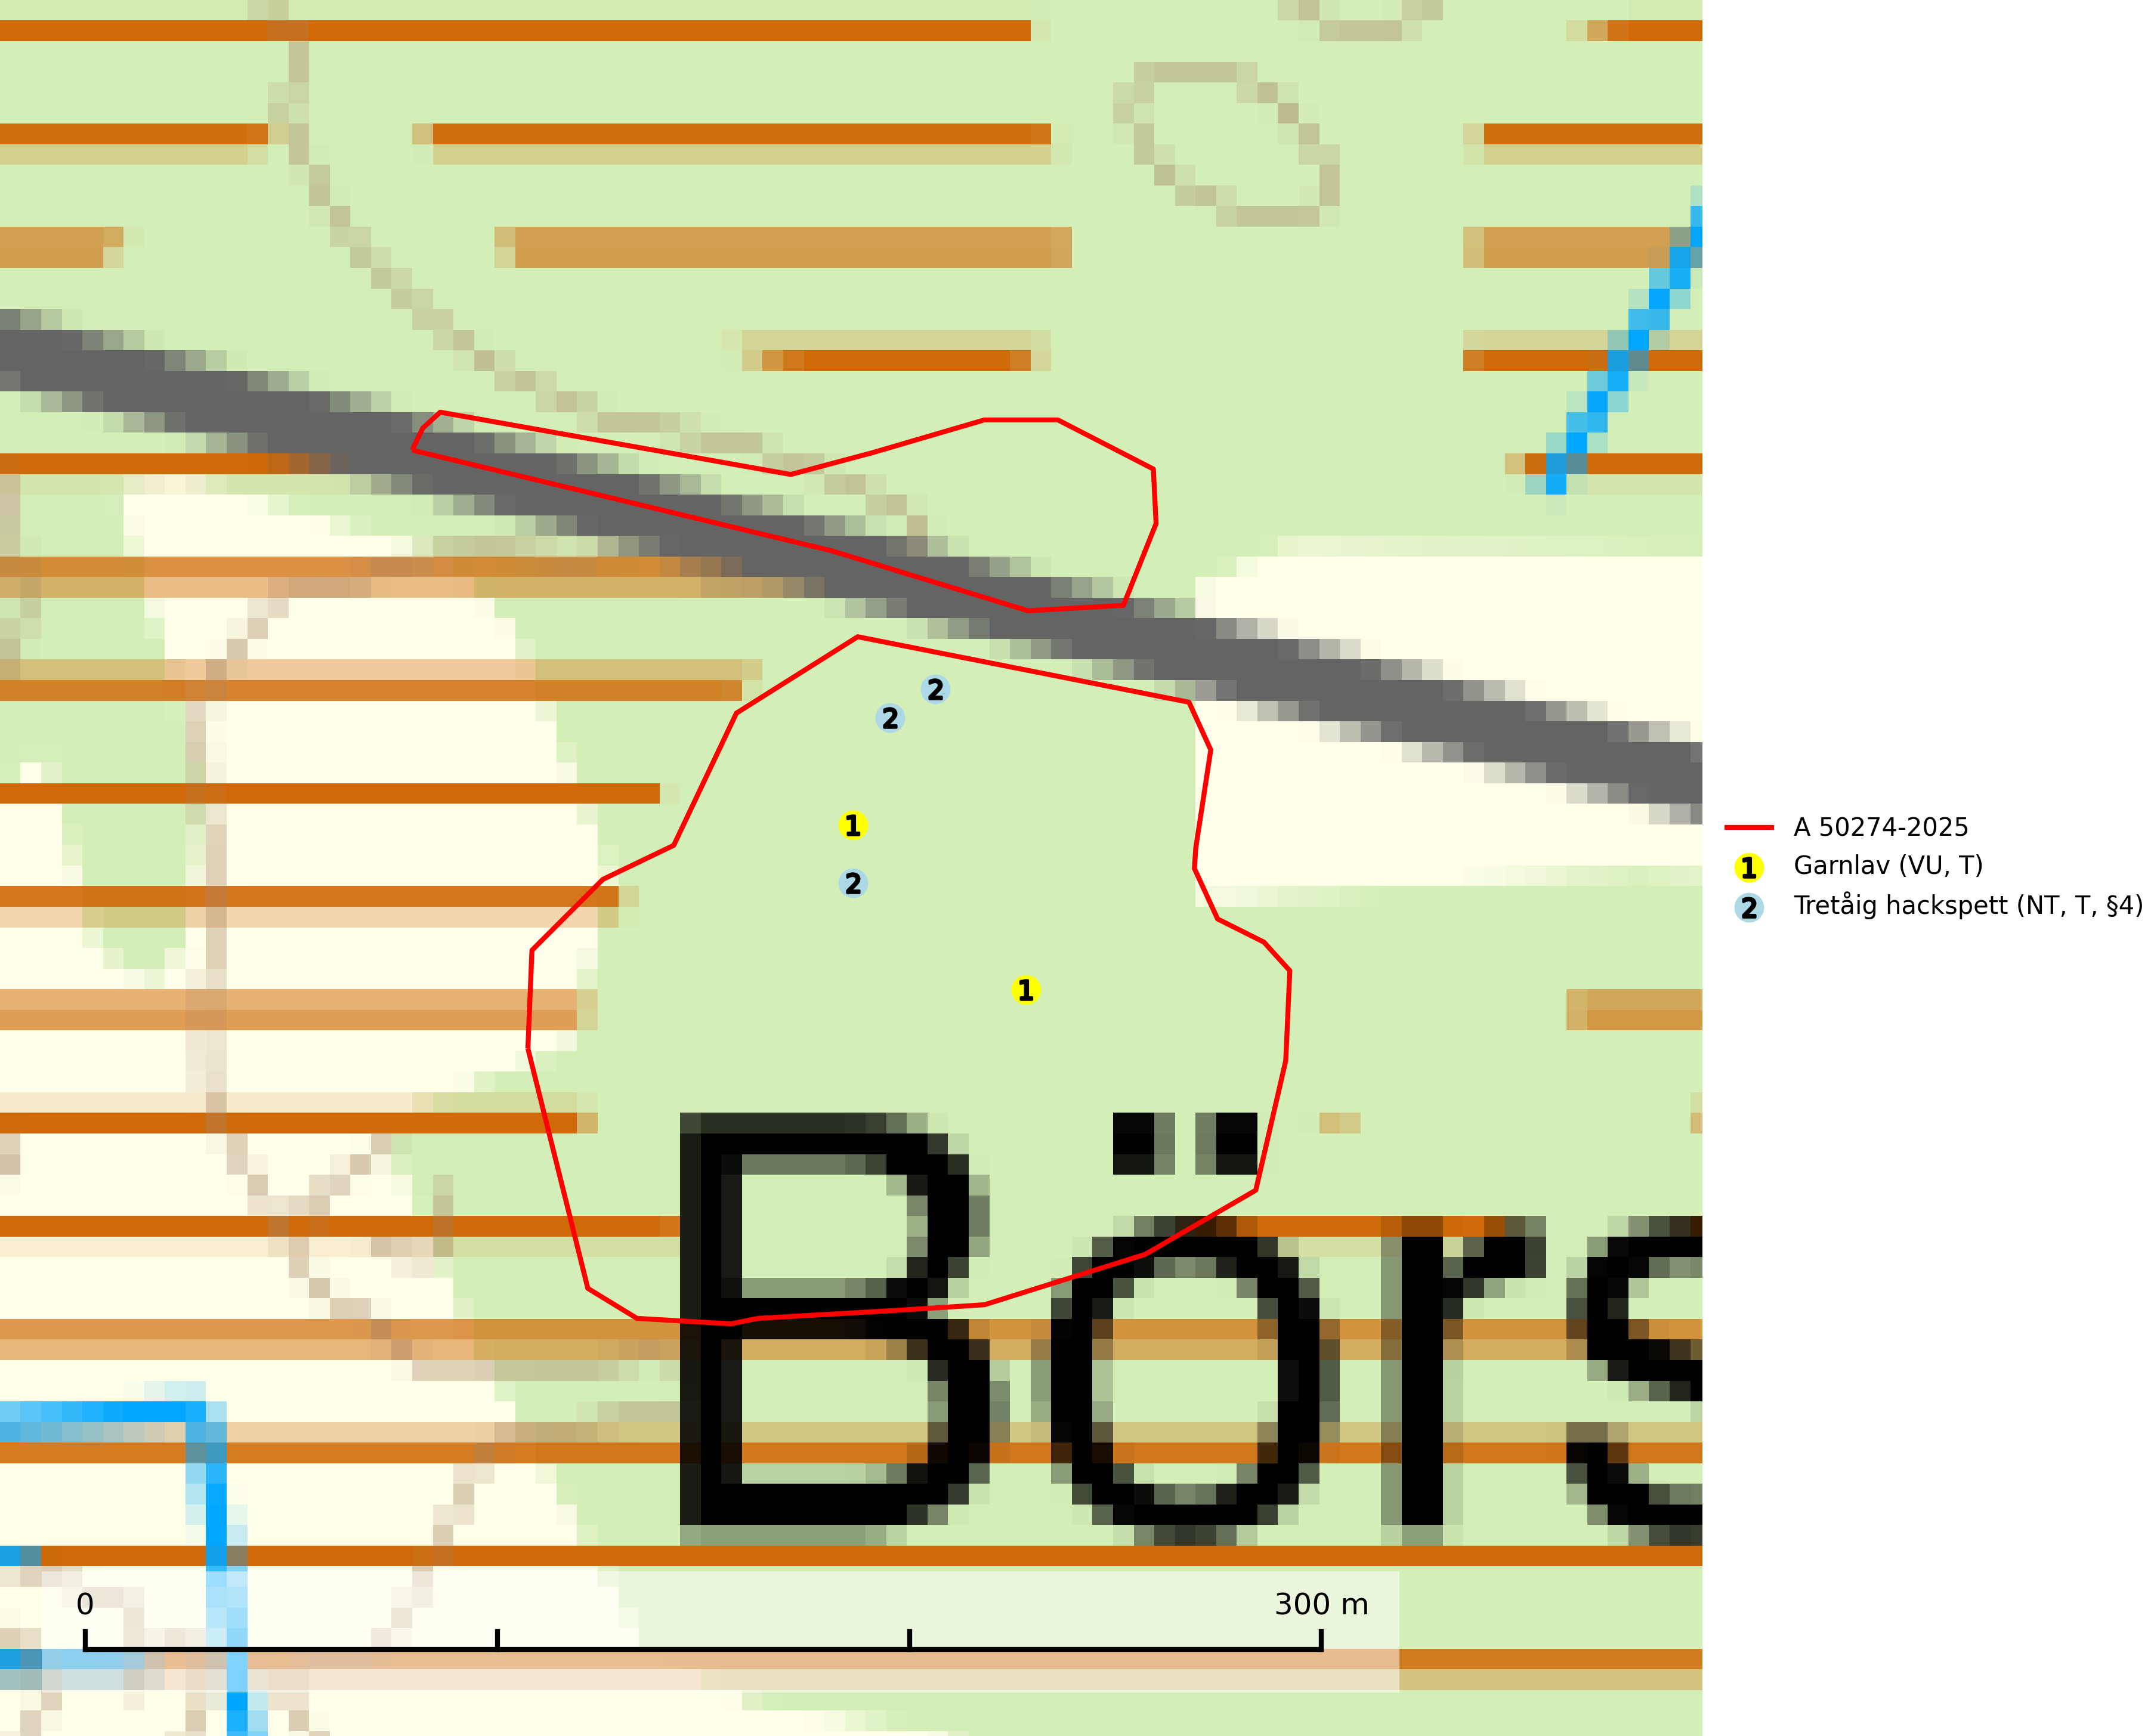 2
2
1
2
1
Börs
0 300 m
A 50274-2025
1 Garnlav (VU, T)
2 Tretåig hackspett (NT, T, §4)